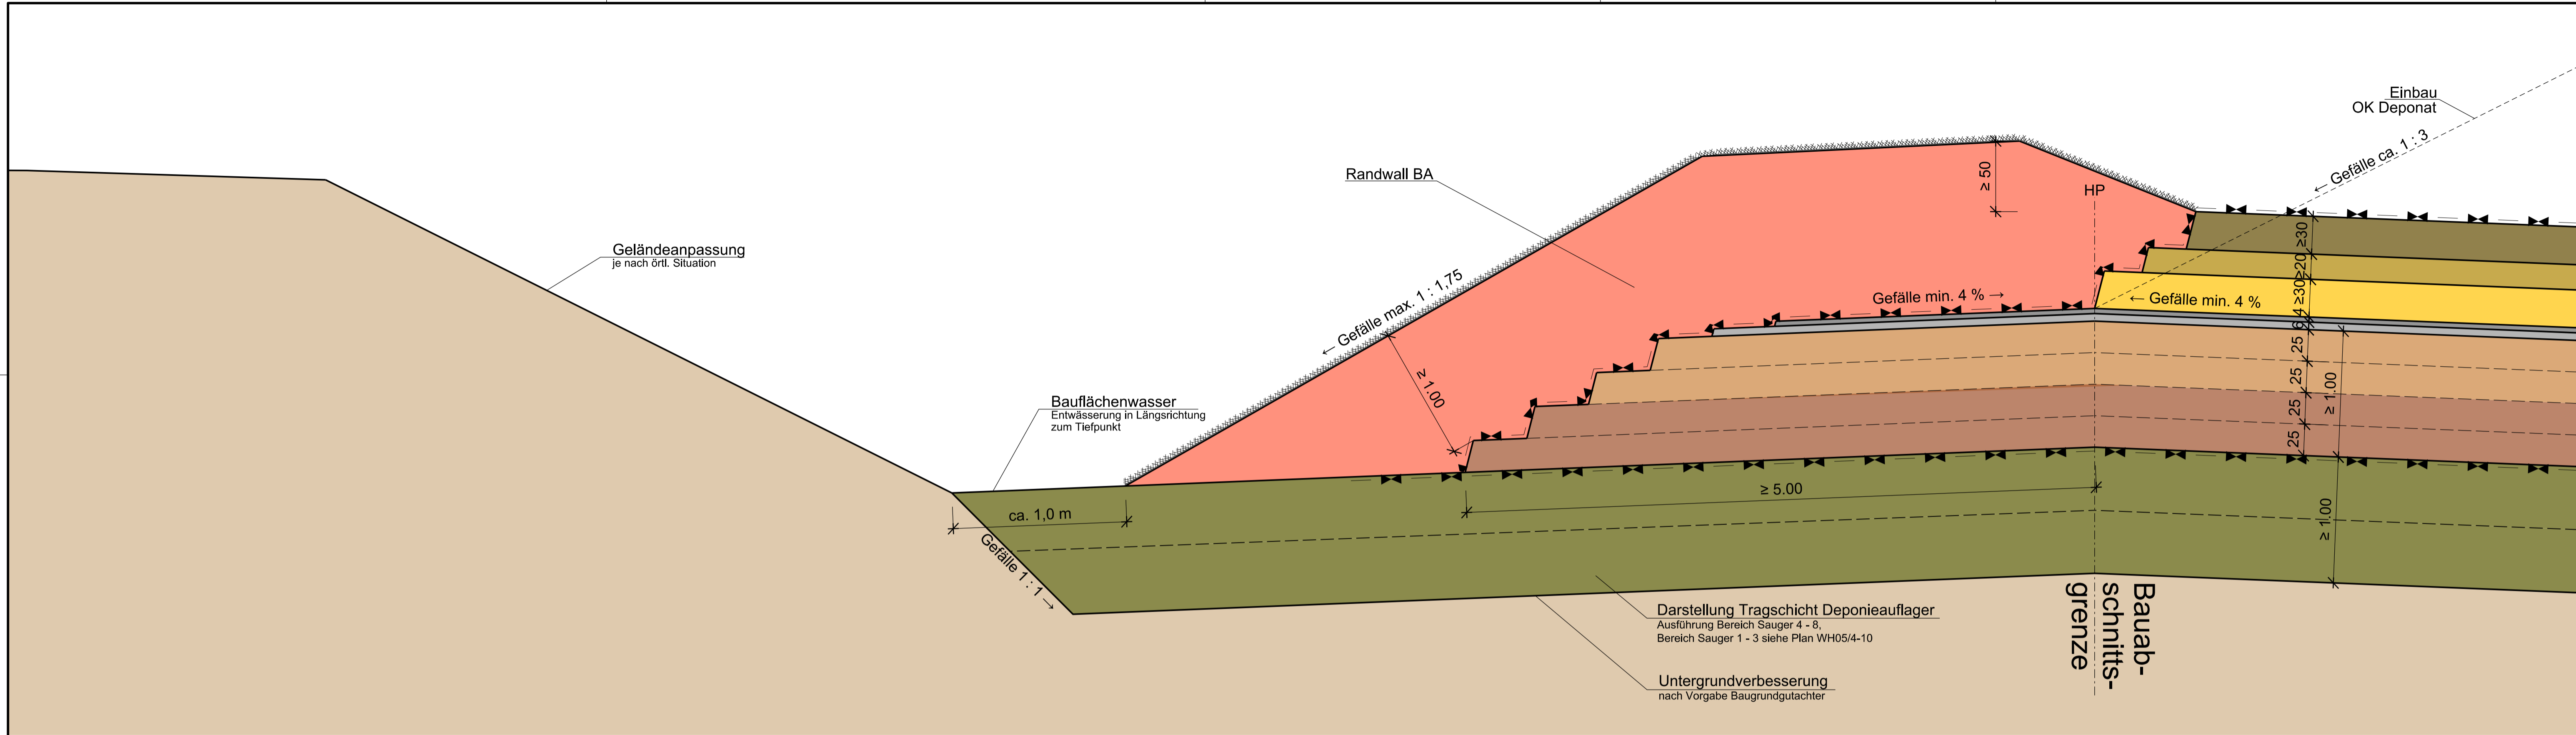 Einbau
OK Deponat
← Gefälle ca. 1 : 3
Randwall BA
≥ 50
HP
Geländeanpassung
je nach örtl. Situation
← Gefälle max. 1 : 1,75
Gefälle min. 4 % →
← Gefälle min. 4 %
≥30
≥20
≥30
4
6
25
25
25
25
≥ 1.00
≥ 1.00
≥ 1.00
Bauflächenwasser
Entwässerung in Längsrichtung
zum Tiefpunkt
≥ 5.00
ca. 1,0 m
Gefälle 1 : 1 →
Darstellung Tragschicht Deponieauflager
Ausführung Bereich Sauger 4 - 8,
Bereich Sauger 1 - 3 siehe Plan WH05/4-10
Untergrundverbesserung
nach Vorgabe Baugrundgutachter
Bauab-
schnitts-
grenze